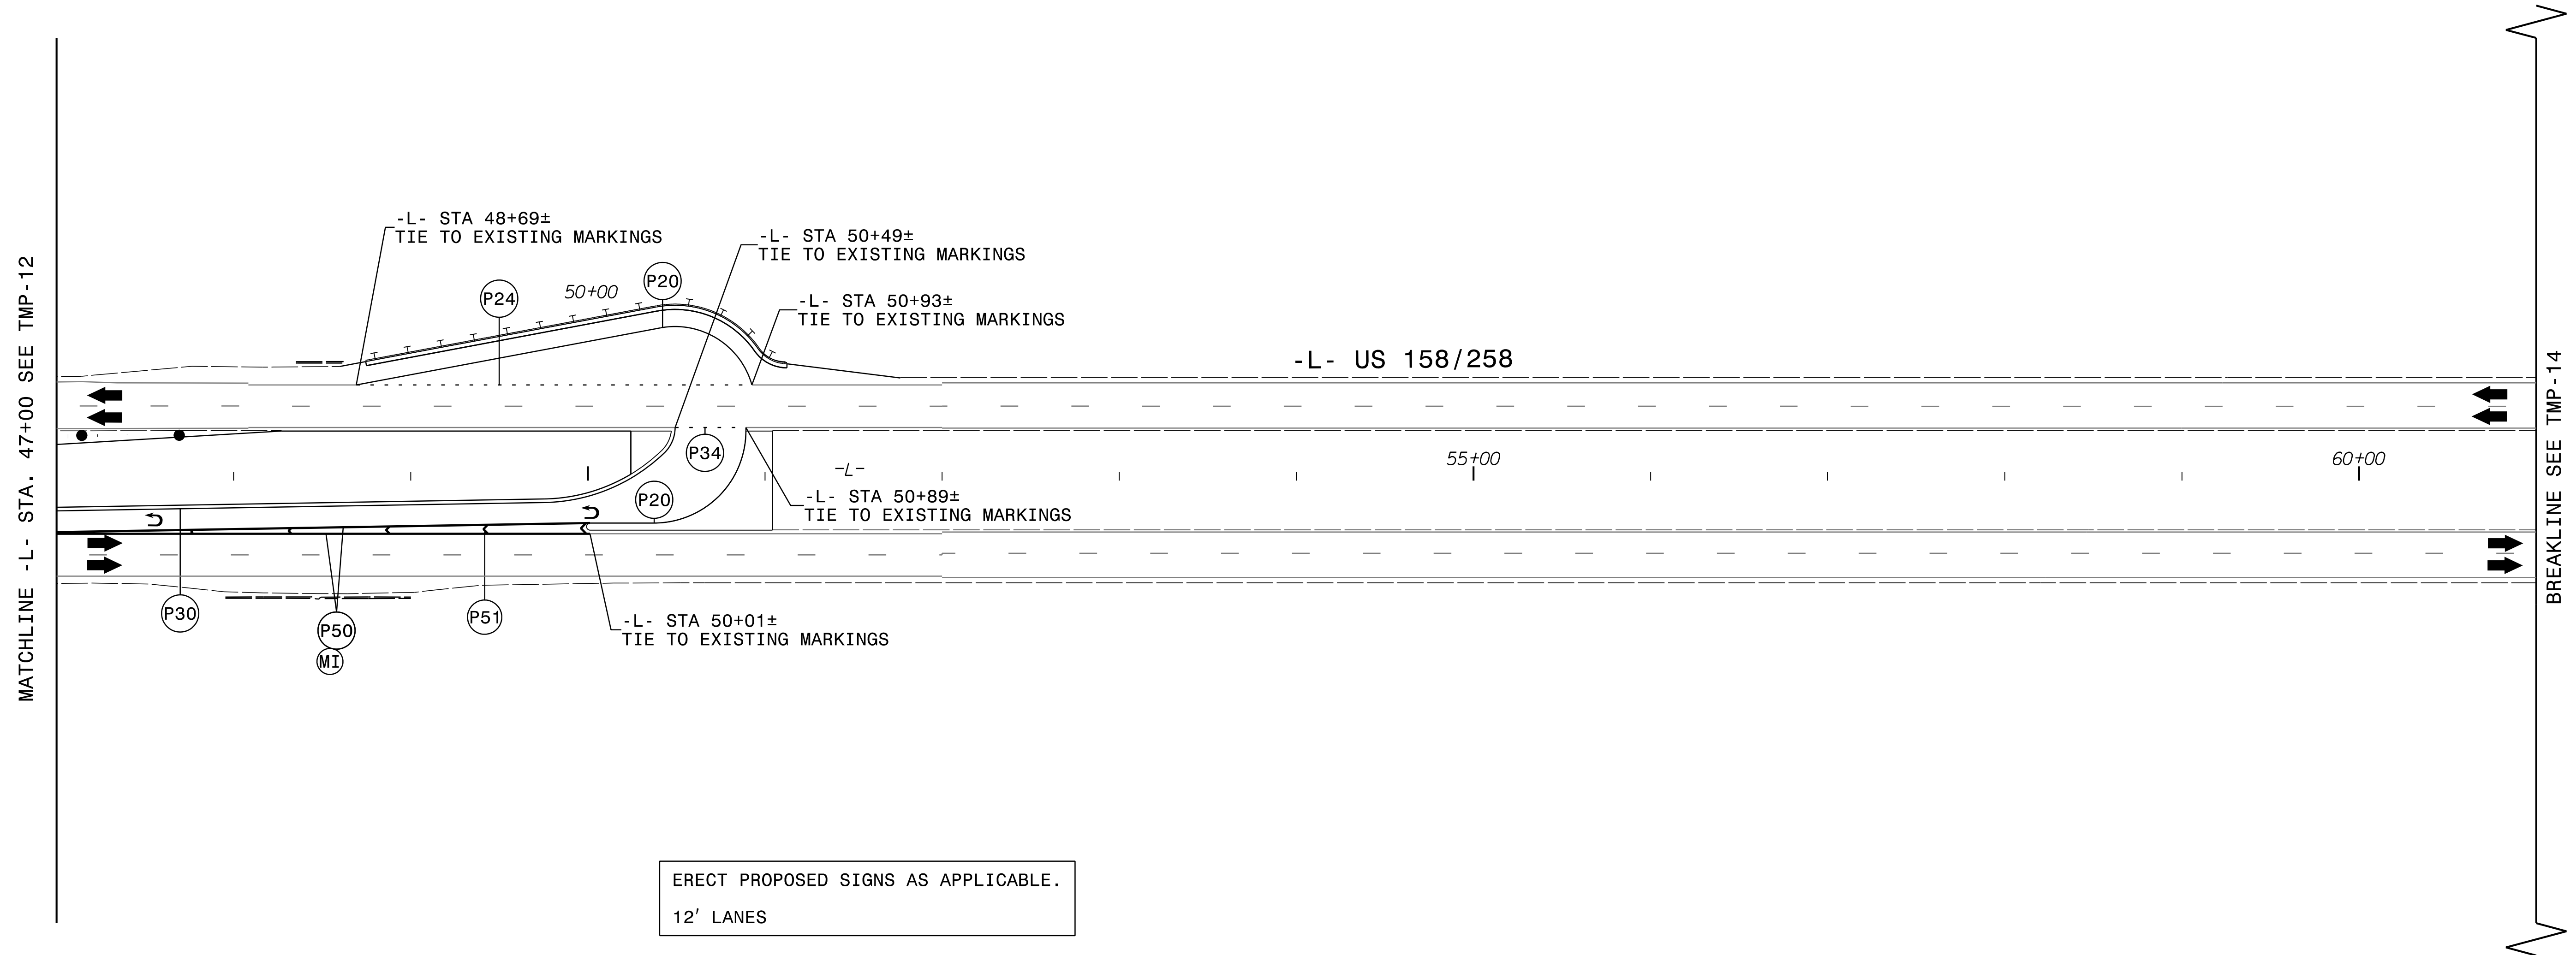 MATCHLINE -L- STA. 47+00 SEE TMP-12
-L- STA 48+69±
TIE TO EXISTING MARKINGS
-L- STA 50+49±
TIE TO EXISTING MARKINGS
P24
50+00
P20
-L- STA 50+93±
TIE TO EXISTING MARKINGS
-L- US 158/258
P34
-L-
55+00
60+00
P20
-L- STA 50+89±
TIE TO EXISTING MARKINGS
P30
P50
MI
P51
-L- STA 50+01±
TIE TO EXISTING MARKINGS
BREAKLINE SEE TMP-14
ERECT PROPOSED SIGNS AS APPLICABLE.
12' LANES